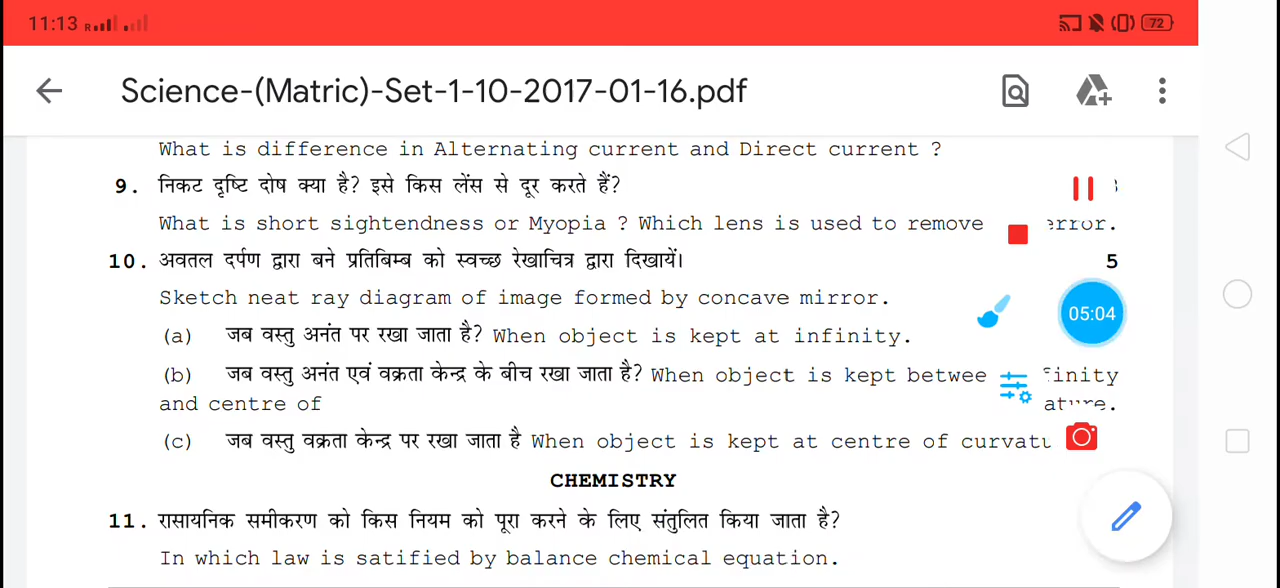 11:13 R 72
Science-(Matric)-Set-1-10-2017-01-16.pdf
What is difference in Alternating current and Direct current ?
9. निकट दृष्टि दोष क्या है? इसे किस लेंस से दूर करते हैं?
What is short sightendness or Myopia ? Which lens is used to remove error.
10. अवतल दर्पण द्वारा बने प्रतिबिम्ब को स्वच्छ रेखाचित्र द्वारा दिखायें। 5
Sketch neat ray diagram of image formed by concave mirror.
05:04
(a) जब वस्तु अनंत पर रखा जाता है? When object is kept at infinity.
(b) जब वस्तु अनंत एवं वक्रता केन्द्र के बीच रखा जाता है? When object is kept betwee finity
and centre of ature.
(c) जब वस्तु वक्रता केन्द्र पर रखा जाता है When object is kept at centre of curvatu
CHEMISTRY
11. रासायनिक समीकरण को किस नियम को पूरा करने के लिए संतुलित किया जाता है?
In which law is satified by balance chemical equation.